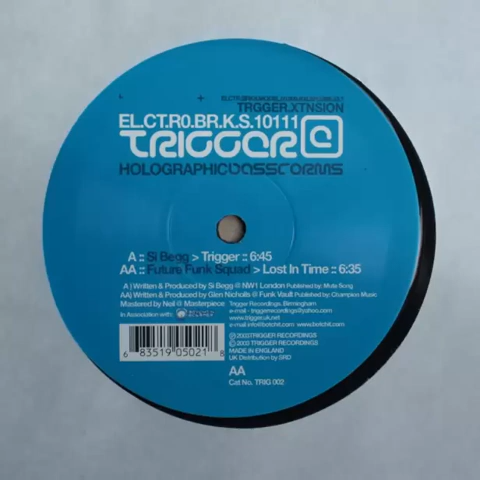 TRGGER.XTNSION
EL.CT.R0.BR.K.S.10111
TRIGGER
HOLOGRAPHICBASSFORMS
A :: Si Begg > Trigger :: 6:45
AA :: Future Funk Squad > Lost In Time :: 6:35
A ) Written & Produced by Si Begg @ NW1 London Published by: Mute Song
AA) Written & Produced by Glen Nicholls @ Funk Vault Published by: Champion Music
Mastered by Neil @ Masterpiece Trigger Recordings. Birmingham
e-mail - triggerrecordings@yahoo.com
www.trigger.uk.net
In Association with:
e-mail info@botchit.com www.botchit.com
6 83519 05021 8
℗2003 TRIGGER RECORDINGS
©2003 TRIGGER RECORDINGS
MADE IN ENGLAND
UK Distribution by SRD
AA
Cat No. TRIG 002